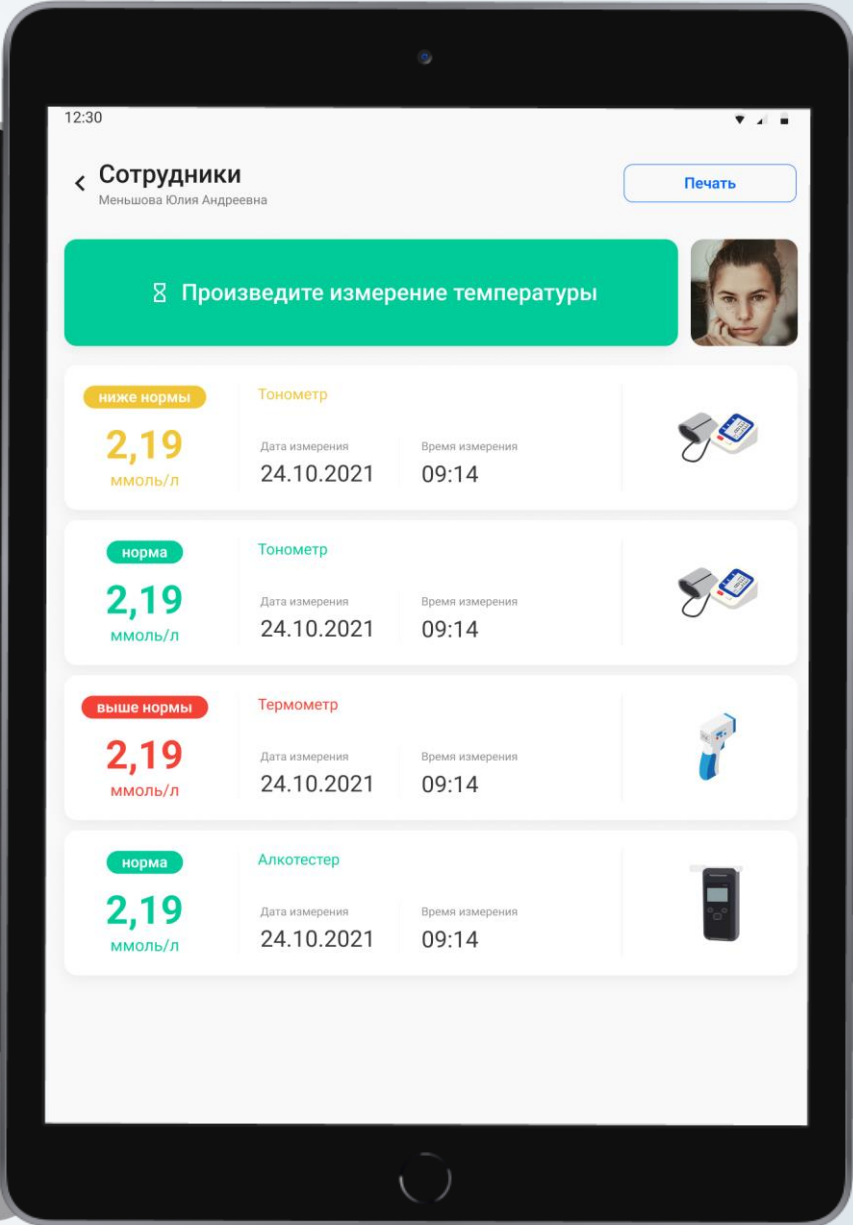 12:30
Сотрудники
Меньшова Юлия Андреевна
Печать
Произведите измерение температуры
ниже нормы
2,19
ммоль/л
Тонометр
Дата измерения
24.10.2021
Время измерения
09:14
норма
2,19
ммоль/л
Тонометр
Дата измерения
24.10.2021
Время измерения
09:14
выше нормы
2,19
ммоль/л
Термометр
Дата измерения
24.10.2021
Время измерения
09:14
норма
2,19
ммоль/л
Алкотестер
Дата измерения
24.10.2021
Время измерения
09:14